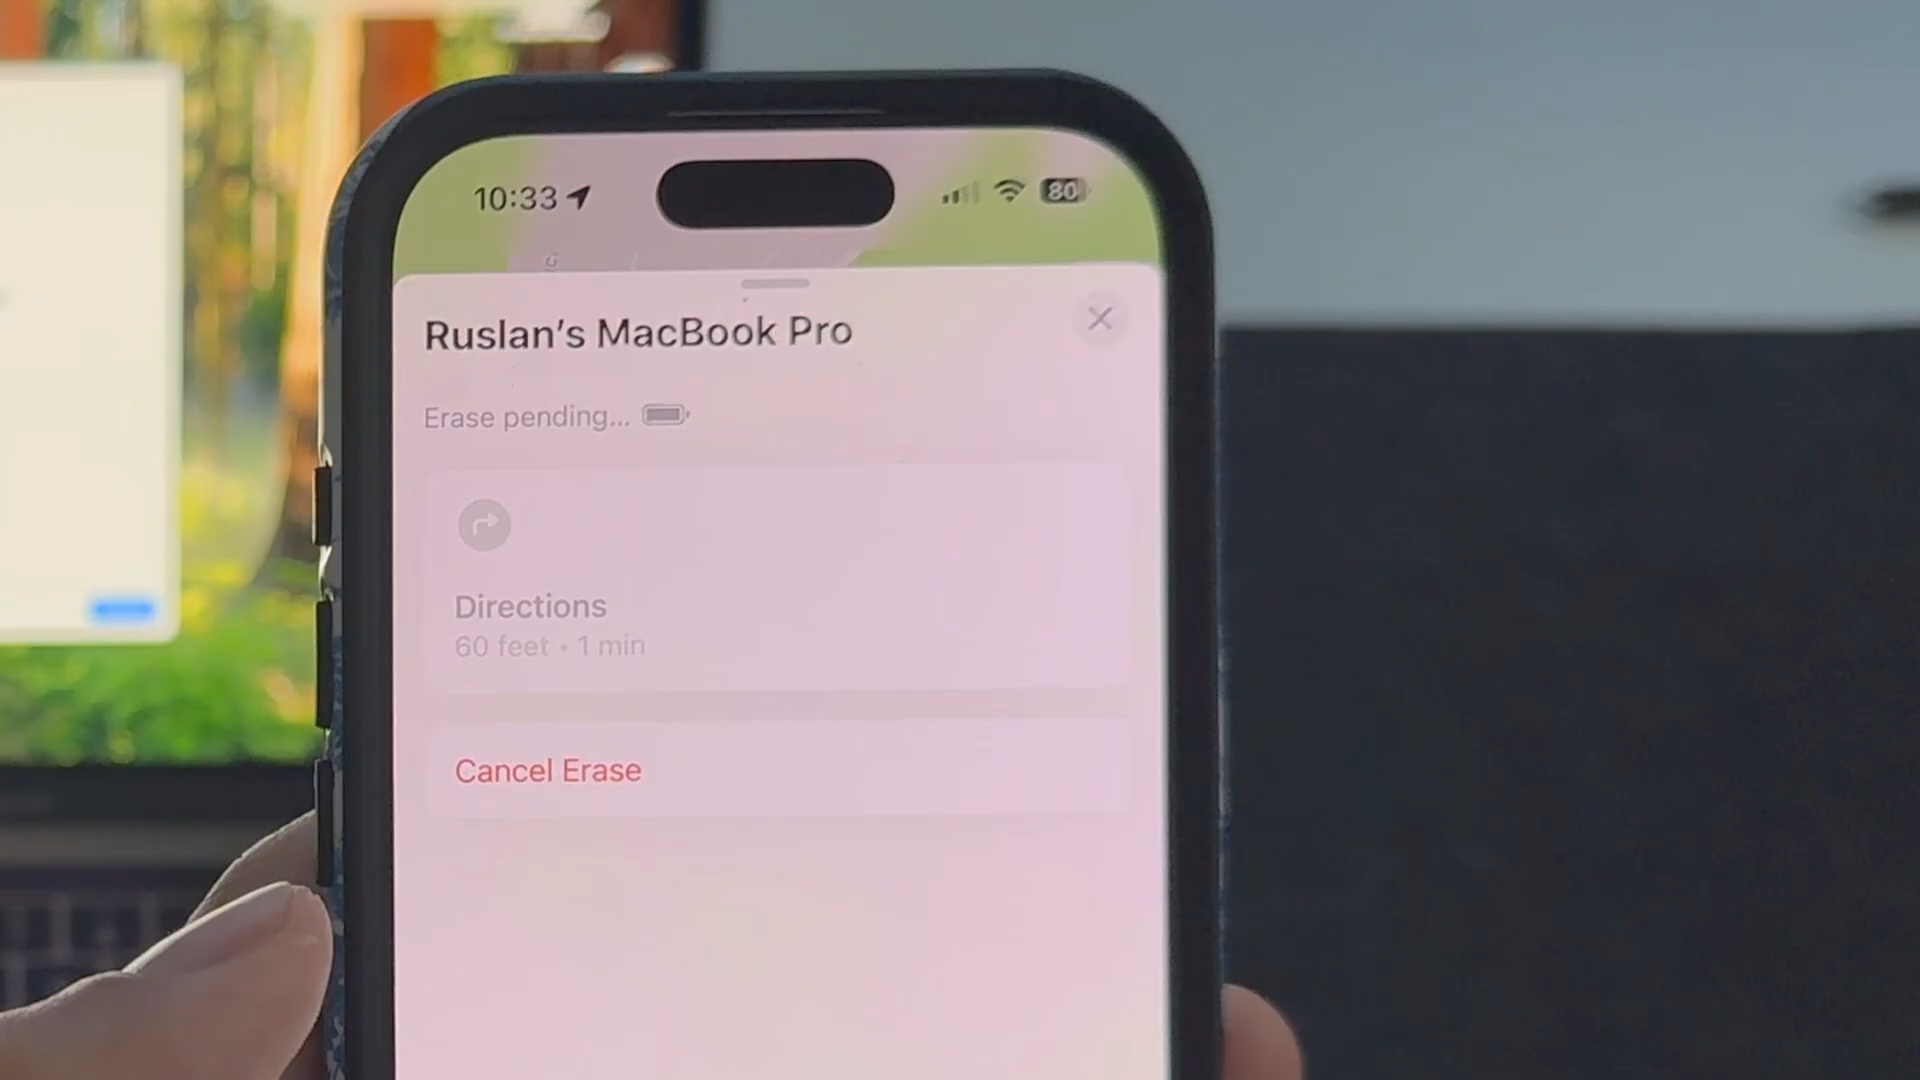 10:33
80
Ruslan's MacBook Pro
Erase pending...
Directions
60 feet • 1 min
Cancel Erase